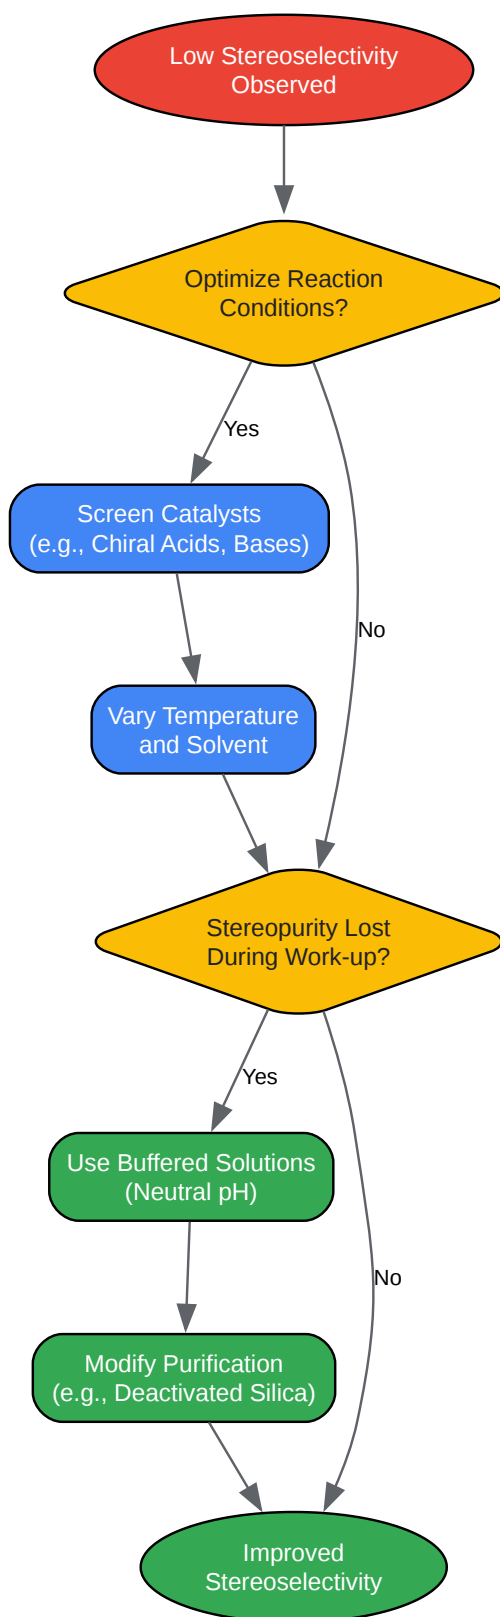 Low Stereoselectivity
Observed
Optimize Reaction
Conditions?
Yes
Screen Catalysts
(e.g., Chiral Acids, Bases)
No
Vary Temperature
and Solvent
Stereopurity Lost
During Work-up?
Yes
Use Buffered Solutions
(Neutral pH)
No
Modify Purification
(e.g., Deactivated Silica)
Improved
Stereoselectivity